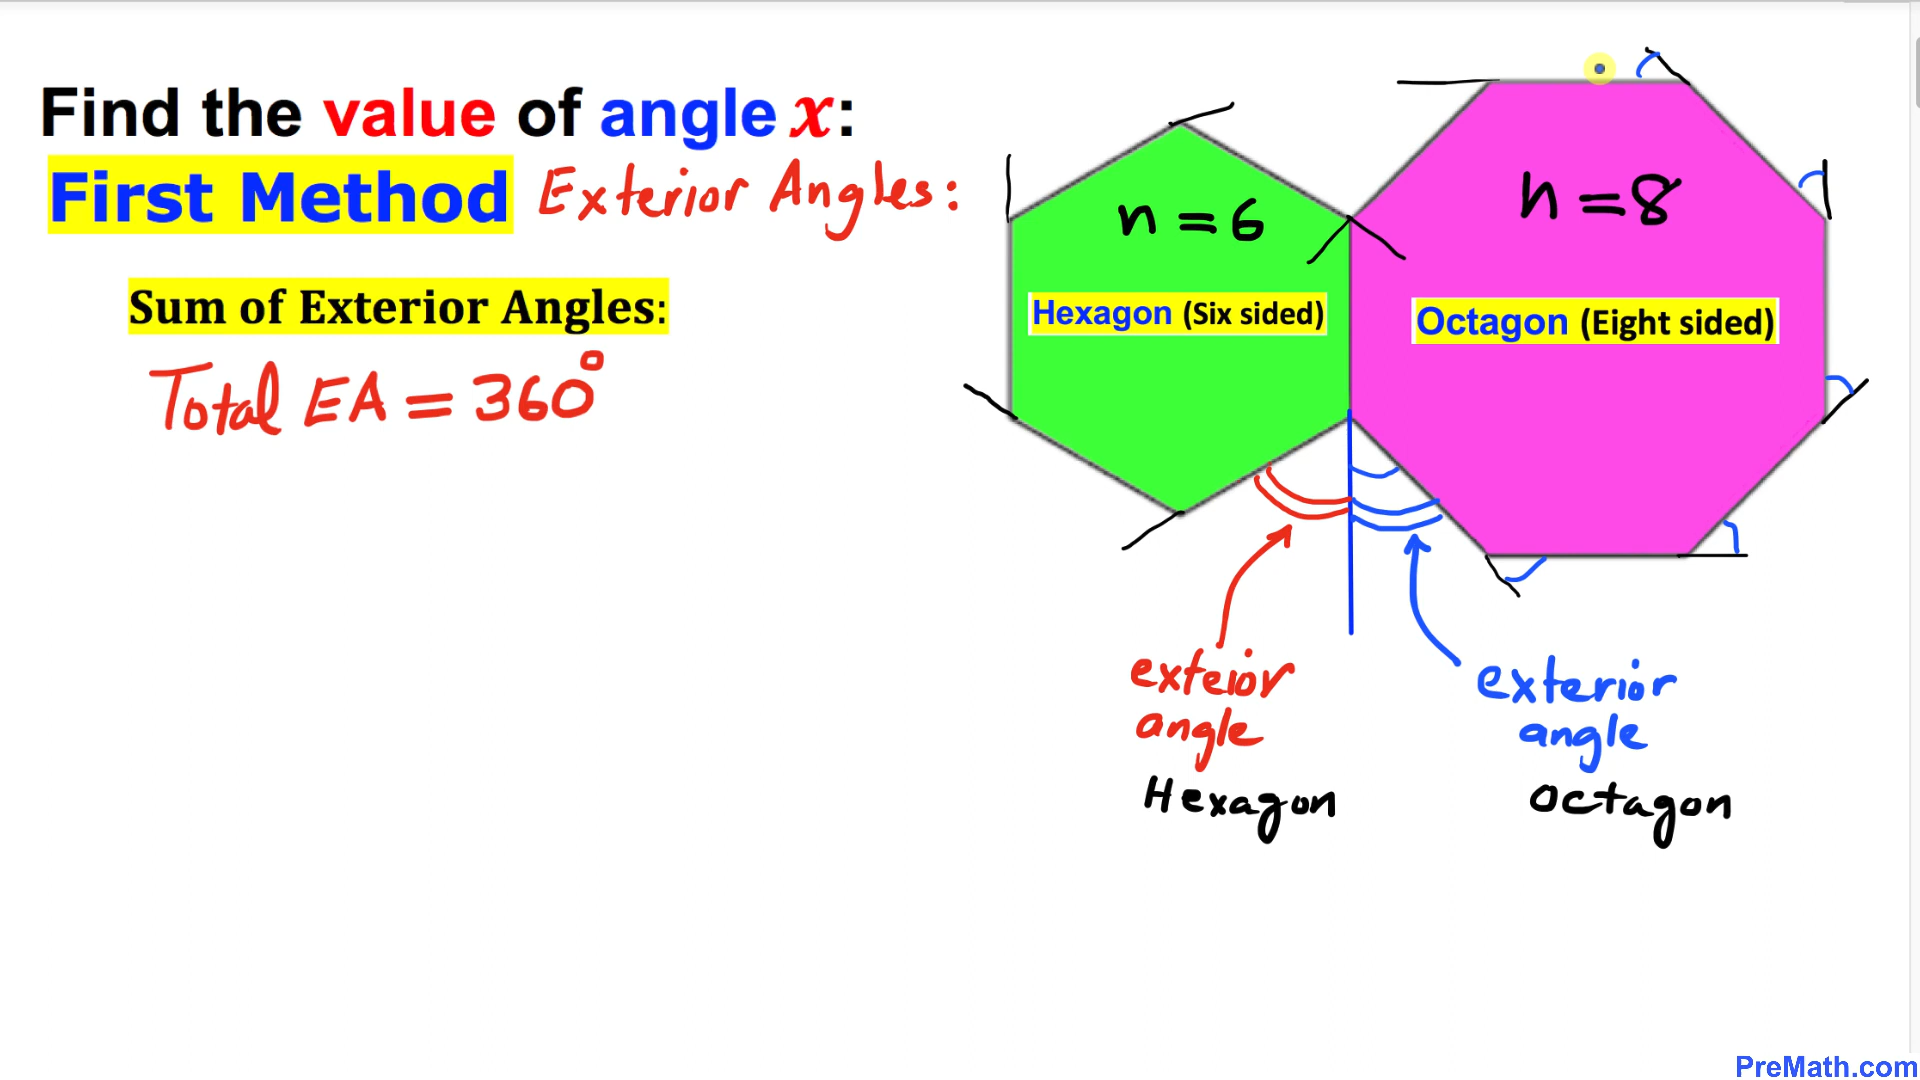 Find the value of angle x:
First Method Exterior Angles:
Sum of Exterior Angles:
Total EA = 360°
n = 6
Hexagon (Six sided)
n = 8
Octagon (Eight sided)
exteior
angle
Hexagon
exterior
angle
octagon
PreMath.com